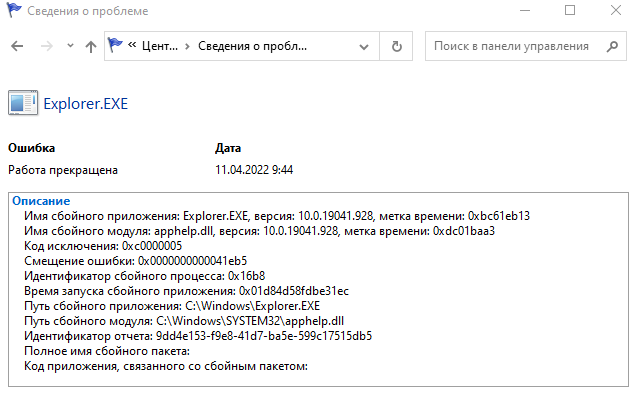 Сведения о проблеме
« Цент... > Сведения о пробл...
Поиск в панели управления
Explorer.EXE
Ошибка Дата
Работа прекращена 11.04.2022 9:44
Описание
Имя сбойного приложения: Explorer.EXE, версия: 10.0.19041.928, метка времени: 0xbc61eb13
Имя сбойного модуля: apphelp.dll, версия: 10.0.19041.928, метка времени: 0xdc01baa3
Код исключения: 0xc0000005
Смещение ошибки: 0x0000000000041eb5
Идентификатор сбойного процесса: 0x16b8
Время запуска сбойного приложения: 0x01d84d58fdbe31ec
Путь сбойного приложения: C:\Windows\Explorer.EXE
Путь сбойного модуля: C:\Windows\SYSTEM32\apphelp.dll
Идентификатор отчета: 9dd4e153-f9e8-41d7-ba5e-599c17515db5
Полное имя сбойного пакета:
Код приложения, связанного со сбойным пакетом: